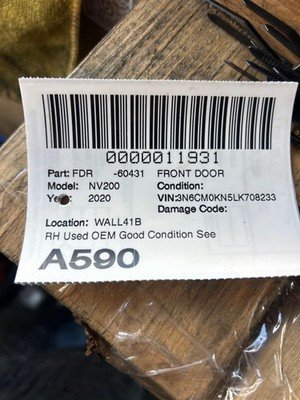 0000011931
Part: FDR -60431 FRONT DOOR
Model: NV200 Condition:
Year: 2020 VIN:3N6CM0KN5LK708233
Damage Code:
Location: WALL41B
RH Used OEM Good Condition See
A590